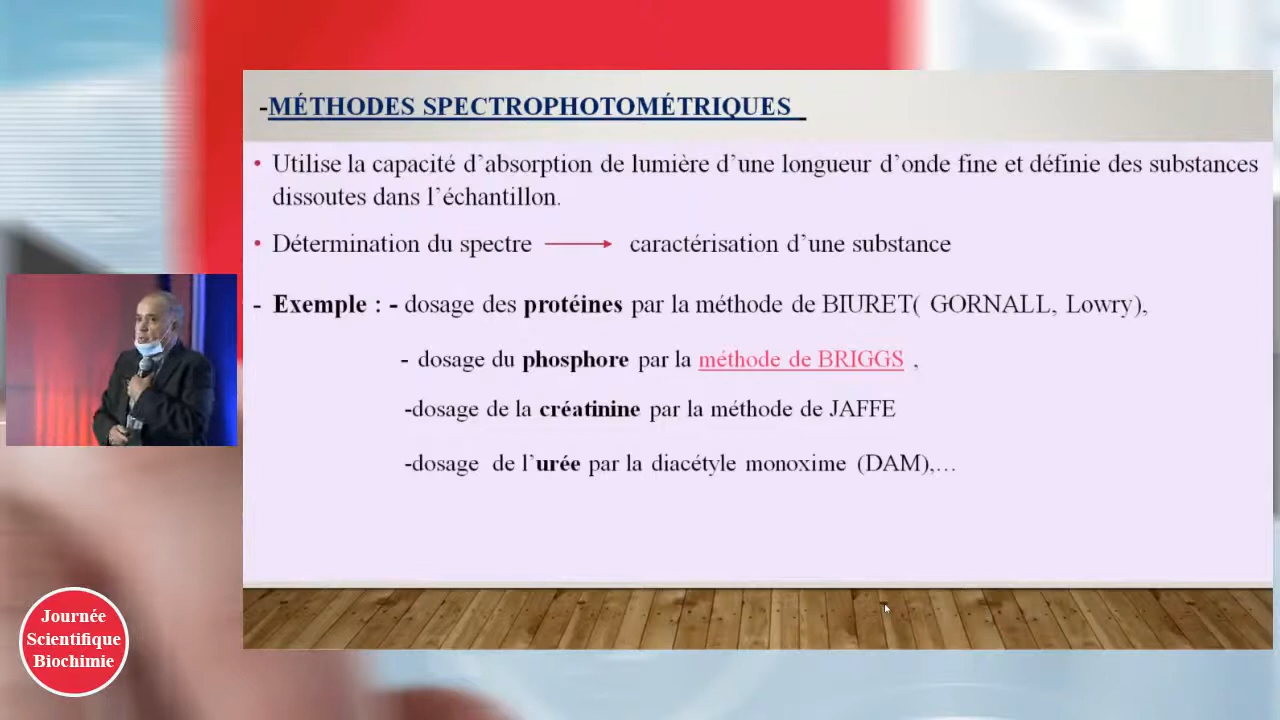 -MÉTHODES SPECTROPHOTOMÉTRIQUES
• Utilise la capacité d’absorption de lumière d’une longueur d’onde fine et définie des substances
dissoutes dans l’échantillon.
• Détermination du spectre → caractérisation d’une substance
- Exemple : - dosage des protéines par la méthode de BIURET( GORNALL, Lowry),
- dosage du phosphore par la méthode de BRIGGS ,
-dosage de la créatinine par la méthode de JAFFE
-dosage de l’urée par la diacétyle monoxime (DAM),…
Journée
Scientifique
Biochimie